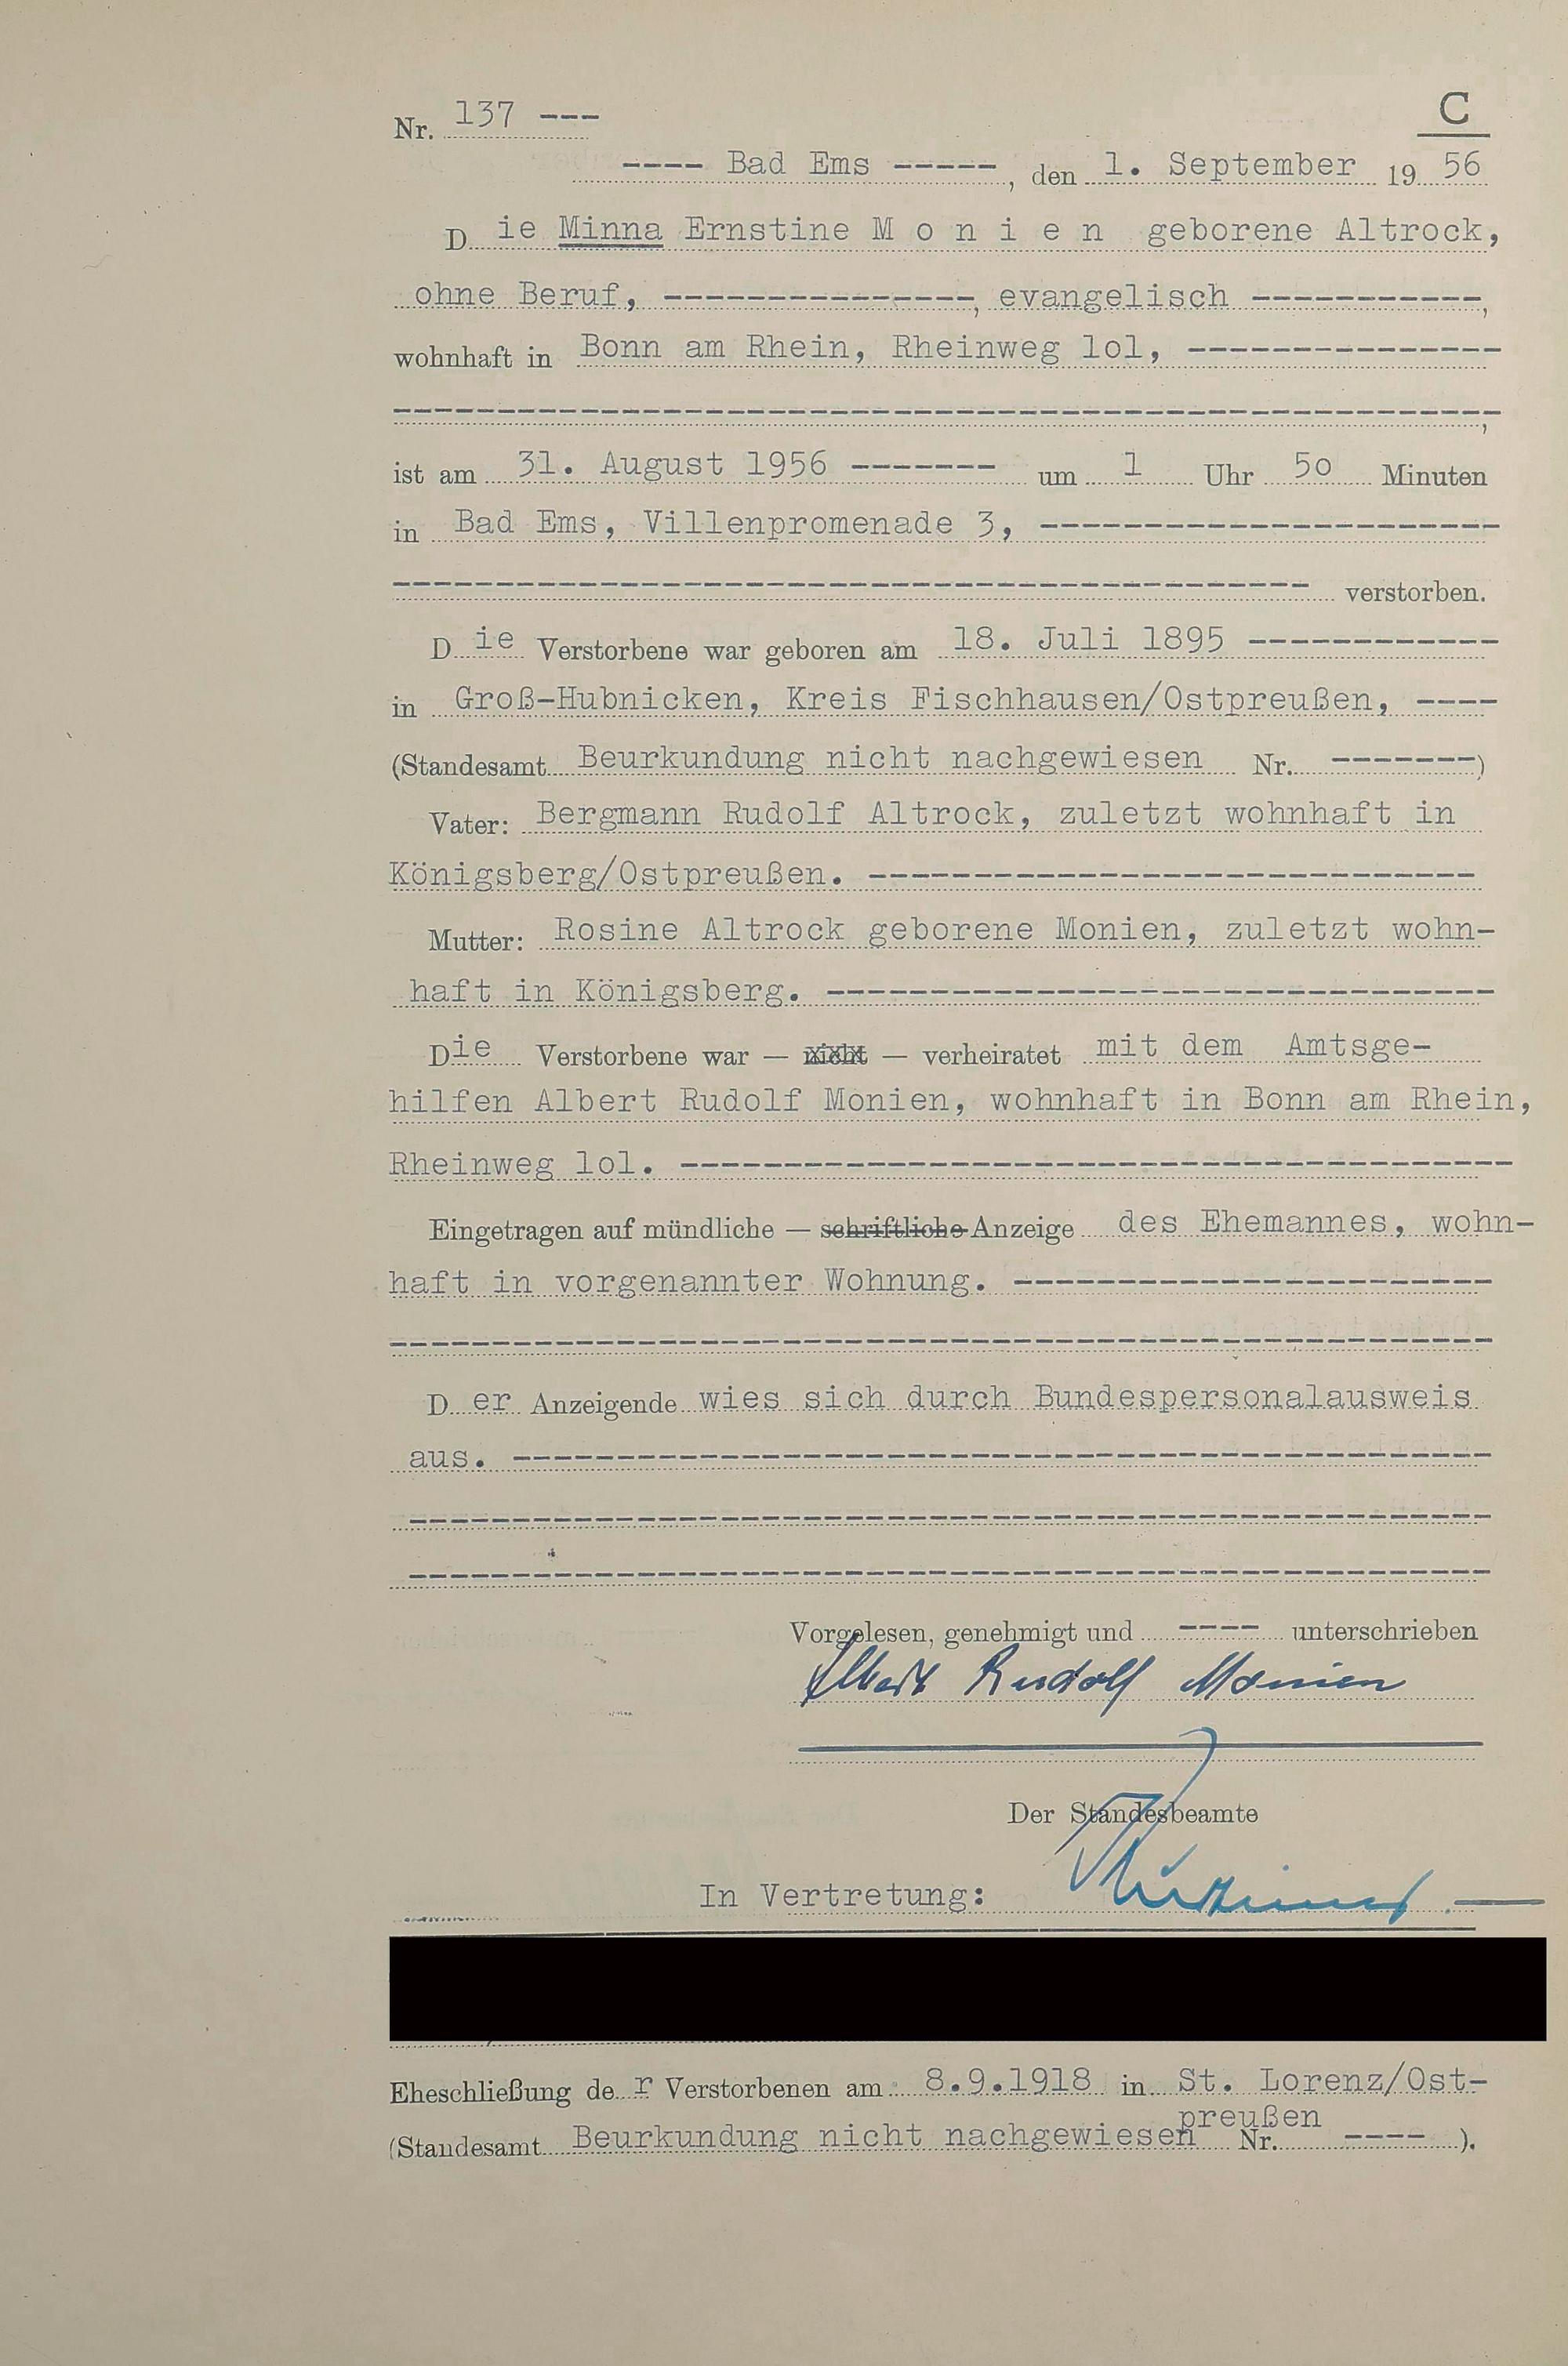 Nr. 137 ---
C
---- Bad Ems -----, den 1. September 19 56
Die Minna Ernstine M o n i e n geborene Altrock,
ohne Beruf, ---------------, evangelisch -----------,
wohnhaft in Bonn am Rhein, Rheinweg lol, ---------------
------------------------------------------------------,
ist am 31. August 1956 ------- um 1 Uhr 5o Minuten
in Bad Ems, Villenpromenade 3, ----------------------
--------------------------------------------- verstorben.
Die Verstorbene war geboren am 18. Juli 1895 ------------
in Groß-Hubnicken, Kreis Fischhausen/Ostpreußen, ----
(Standesamt Beurkundung nicht nachgewiesen Nr. -------)
Vater: Bergmann Rudolf Altrock, zuletzt wohnhaft in
Königsberg/Ostpreußen. -----------------------------
Mutter: Rosine Altrock geborene Monien, zuletzt wohn-
haft in Königsberg. --------------------------------
Die Verstorbene war — nicht — verheiratet mit dem Amtsge-
hilfen Albert Rudolf Monien, wohnhaft in Bonn am Rhein,
Rheinweg lol. ----------------------------------------
Eingetragen auf mündliche — schriftliche Anzeige des Ehemannes, wohn-
haft in vorgenannter Wohnung. -----------------------
-----------------------------------------------------
Der Anzeigende wies sich durch Bundespersonalausweis
aus. -----------------------------------------------
----------------------------------------------------
----------------------------------------------------
Vorgelesen, genehmigt und ---- unterschrieben
Albert Rudolf Monien
Der Standesbeamte
In Vertretung:
Eheschließung der Verstorbenen am 8.9.1918 in St. Lorenz/Ost-
preußen
(Standesamt Beurkundung nicht nachgewiesen Nr. ----).